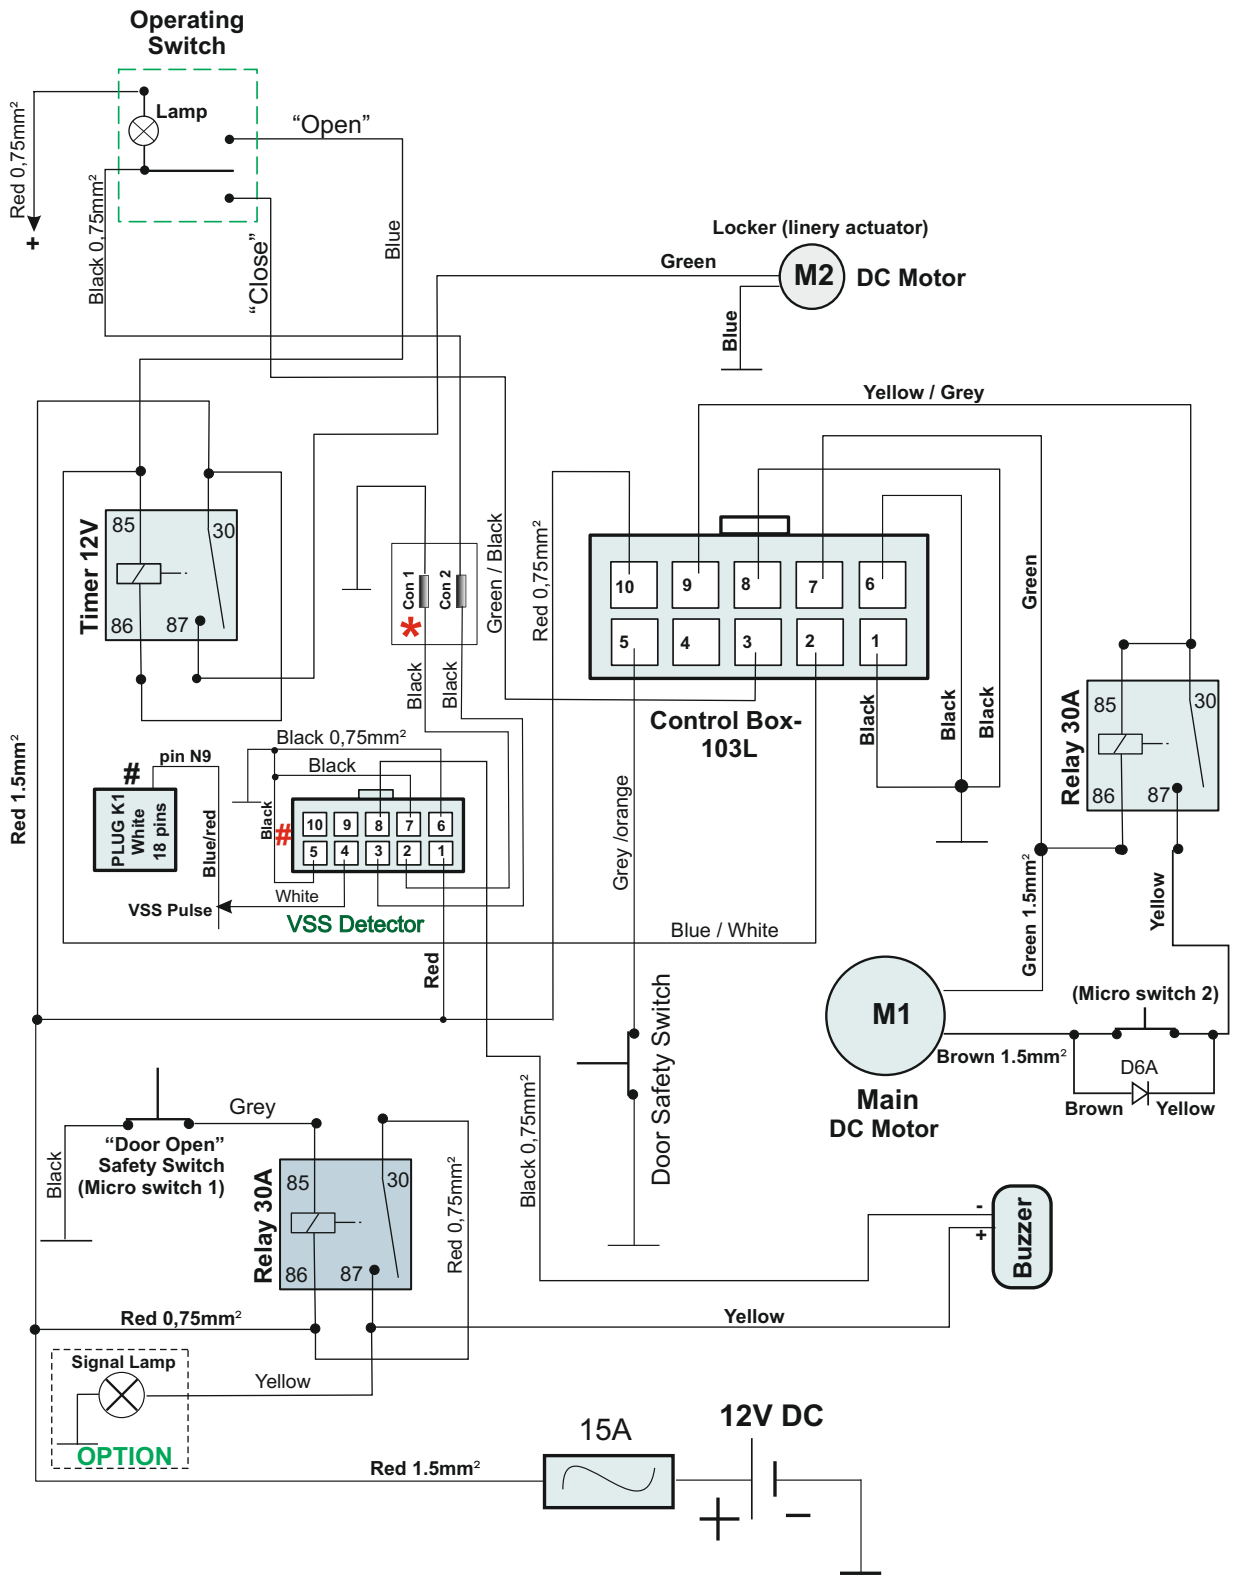 Operating
Switch
Lamp
"Open"
Red 0,75mm²
+
Black 0,75mm²
"Close"
Blue
Locker (linery actuator)
Green
M2
DC Motor
Blue
Yellow / Grey
Timer 12V
85
30
86
87
Con 1
Con 2
*
Green / Black
Red 0,75mm²
10
9
8
7
6
5
4
3
2
1
Control Box-
103L
Green
Black
Black
Black
Black
Black
Relay 30A
85
30
86
87
Red 1.5mm²
Black 0,75mm²
Black
pin N9
#
PLUG K1
White
18 pins
Blue/red
Black
#
10
9
8
7
6
5
4
3
2
1
White
VSS Pulse
VSS Detector
Grey /orange
Blue / White
Red
Green 1.5mm²
Yellow
M1
Main
DC Motor
(Micro switch 2)
Brown 1.5mm²
D6A
Brown
Yellow
Door Safety Switch
Black 0,75mm²
Grey
"Door Open"
Safety Switch
(Micro switch 1)
Black
Relay 30A
85
30
86
87
Red 0,75mm²
-
+
Buzzer
Red 0,75mm²
Yellow
Signal Lamp
Yellow
OPTION
12V DC
15A
Red 1.5mm²
+
-